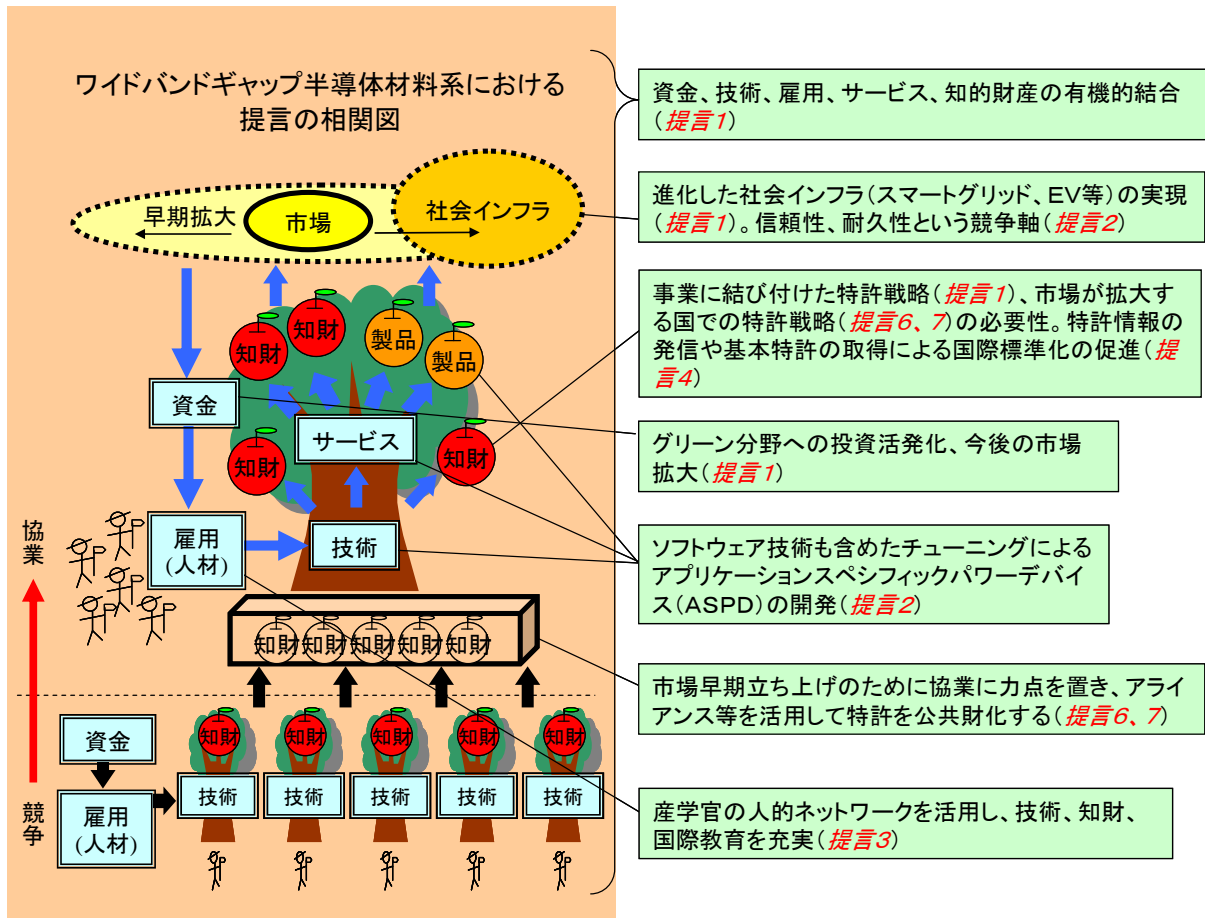 ワイドバンドギャップ半導体材料系における
提言の相関図
早期拡大
市場
社会インフラ
知財
知財
製品
製品
資金
サービス
知財
知財
協業
雇用
(人材)
技術
知財
知財
知財
知財
知財
資金
知財
知財
知財
知財
知財
競争
雇用
(人材)
技術
技術
技術
技術
技術
資金、技術、雇用、サービス、知的財産の有機的結合
(提言1)
進化した社会インフラ(スマートグリッド、EV等)の実現
(提言1)。信頼性、耐久性という競争軸(提言2)
事業に結び付けた特許戦略(提言1)、市場が拡大す
る国での特許戦略(提言6、7)の必要性。特許情報の
発信や基本特許の取得による国際標準化の促進(提
言4)
グリーン分野への投資活発化、今後の市場
拡大(提言1)
ソフトウェア技術も含めたチューニングによる
アプリケーションスペシフィックパワーデバイ
ス(ASPD)の開発(提言2)
市場早期立ち上げのために協業に力点を置き、アライ
アンス等を活用して特許を公共財化する(提言6、7)
産学官の人的ネットワークを活用し、技術、知財、
国際教育を充実(提言3)